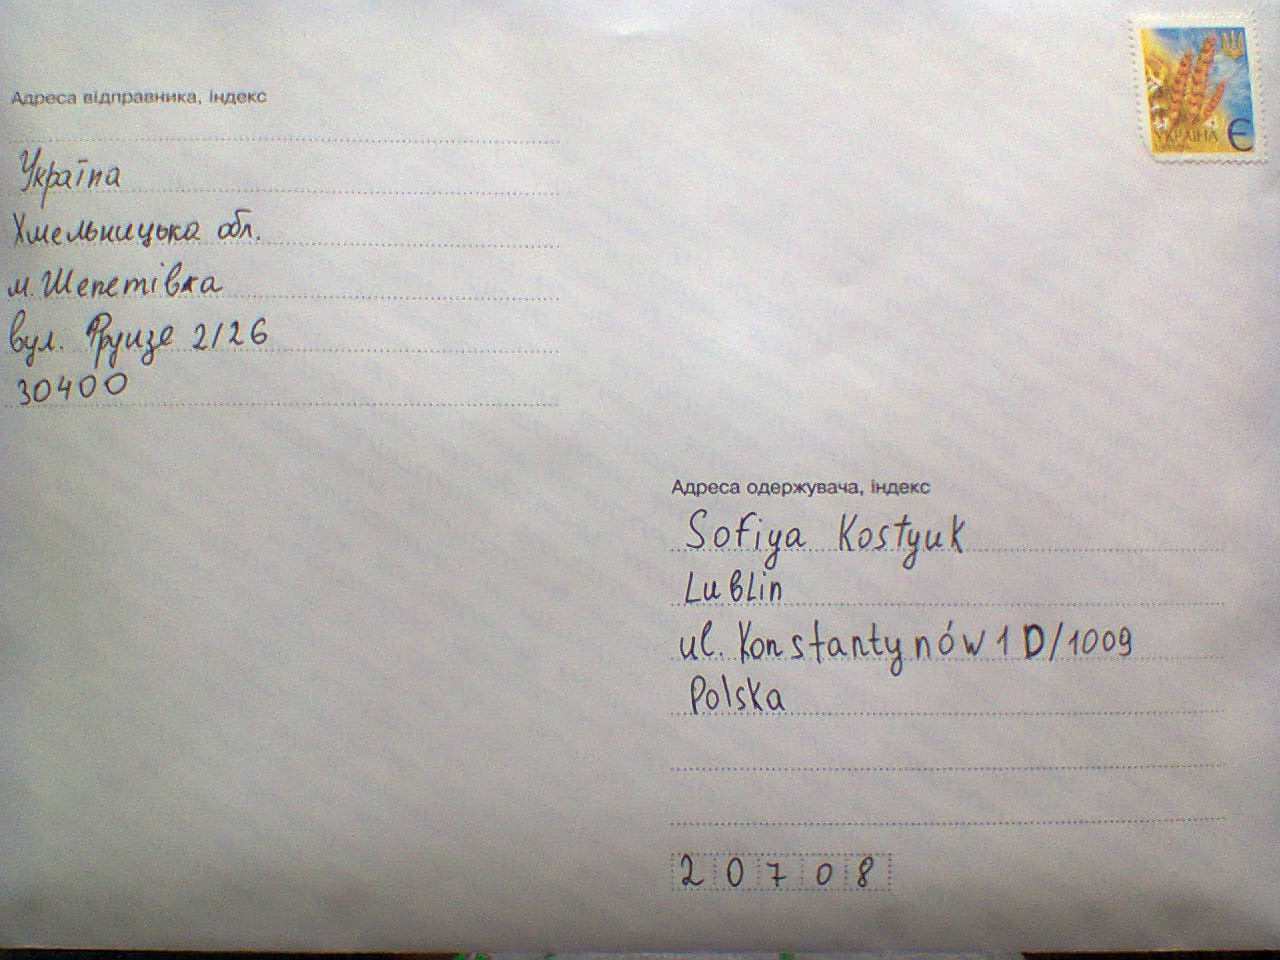 Адреса відправника, індекс
Україна
Хмельницька обл.
м. Шепетівка
вул. Фрунзе 2/26
30400
УКРАЇНА Є
Адреса одержувача, індекс
Sofiya Kostyuk
Lublin
ul. Konstantynów 1 D/1009
Polska
20708